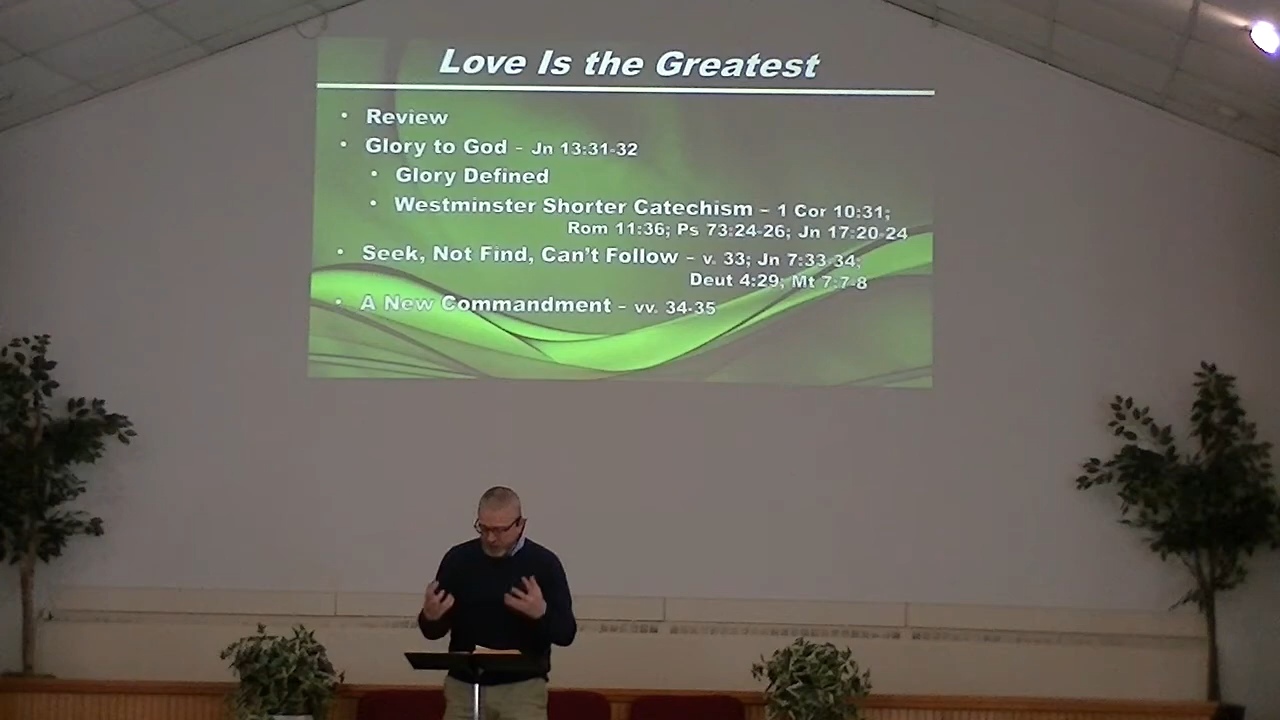 Love Is the Greatest
• Review
• Glory to God – Jn 13:31-32
• Glory Defined
• Westminster Shorter Catechism – 1 Cor 10:31;
Rom 11:36; Ps 73:24-26; Jn 17:20-24
• Seek, Not Find, Can't Follow – v. 33; Jn 7:33-34;
Deut 4:29; Mt 7:7-8
• A New Commandment – vv. 34-35